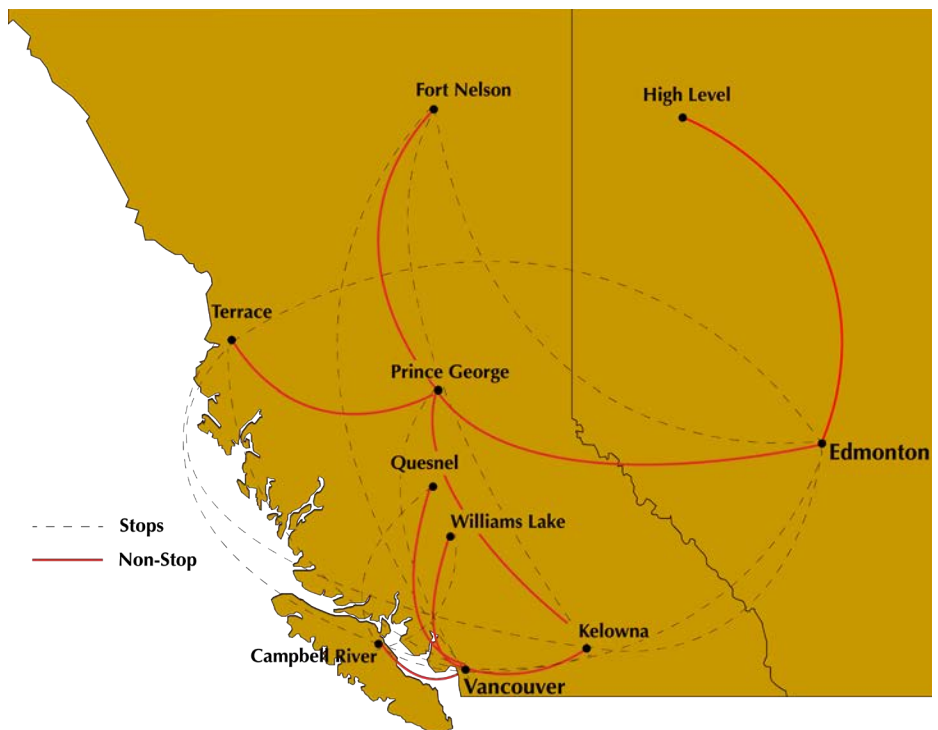 Fort Nelson
High Level
Terrace
Prince George
Edmonton
Quesnel
Williams Lake
Stops
Non-Stop
Kelowna
Campbell River
Vancouver